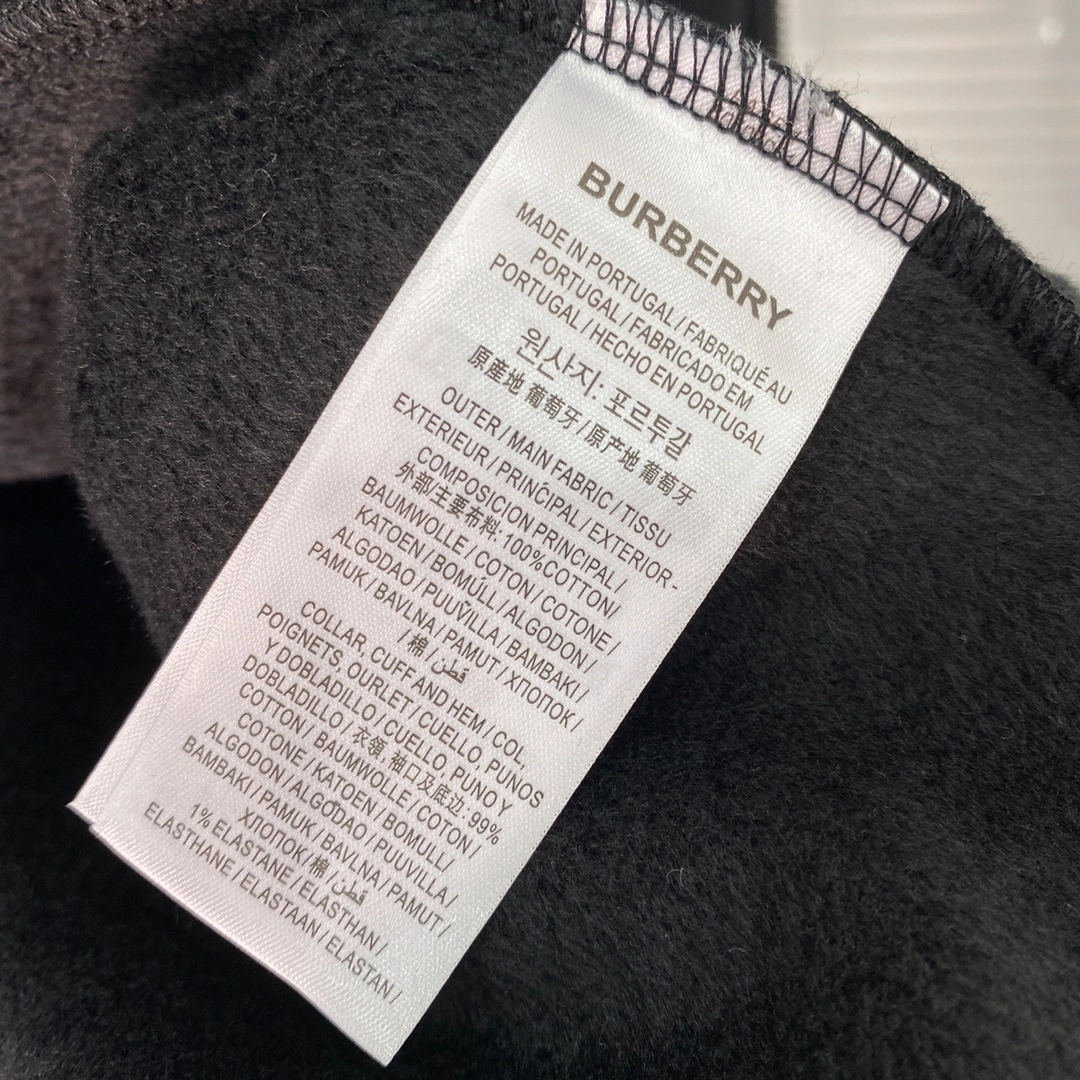 BURBERRY
MADE IN PORTUGAL / FABRIQUÉ AU
PORTUGAL / FABRICADO EM
PORTUGAL / HECHO EN PORTUGAL
원산지: 포르투갈
原産地 葡萄牙 / 原产地 葡萄牙
OUTER / MAIN FABRIC / TISSU
EXTERIEUR / PRINCIPAL / EXTERIOR-
COMPOSICION PRINCIPAL /
外部/主要布料: 100%COTTON/
BAUMWOLLE / COTON / COTONE /
KATOEN / BOMULL / ALGODON /
ALGODAO / PUUVILLA / BAMBAKI /
PAMUK / BAVLNA / PAMUT / ХЛОПОК /
/ 棉 / قطن
COLLAR, CUFF AND HEM / COL,
POIGNETS, OURLET / CUELLO, PUNOS
Y DOBLADILLO / CUELLO, PUNO Y
DOBLADILLO / 衣領, 袖口及底边: 99%
COTTON / BAUMWOLLE / COTON /
COTONE / KATOEN / BOMULL /
ALGODON / ALGODAO / PUUVILLA /
BAMBAKI / PAMUK / BAVLNA / PAMUT /
ХЛОПОК / 棉 / قطن
1% ELASTANE / ELASTHAN /
ELASTHANE / ELASTAAN / ELASTAN /